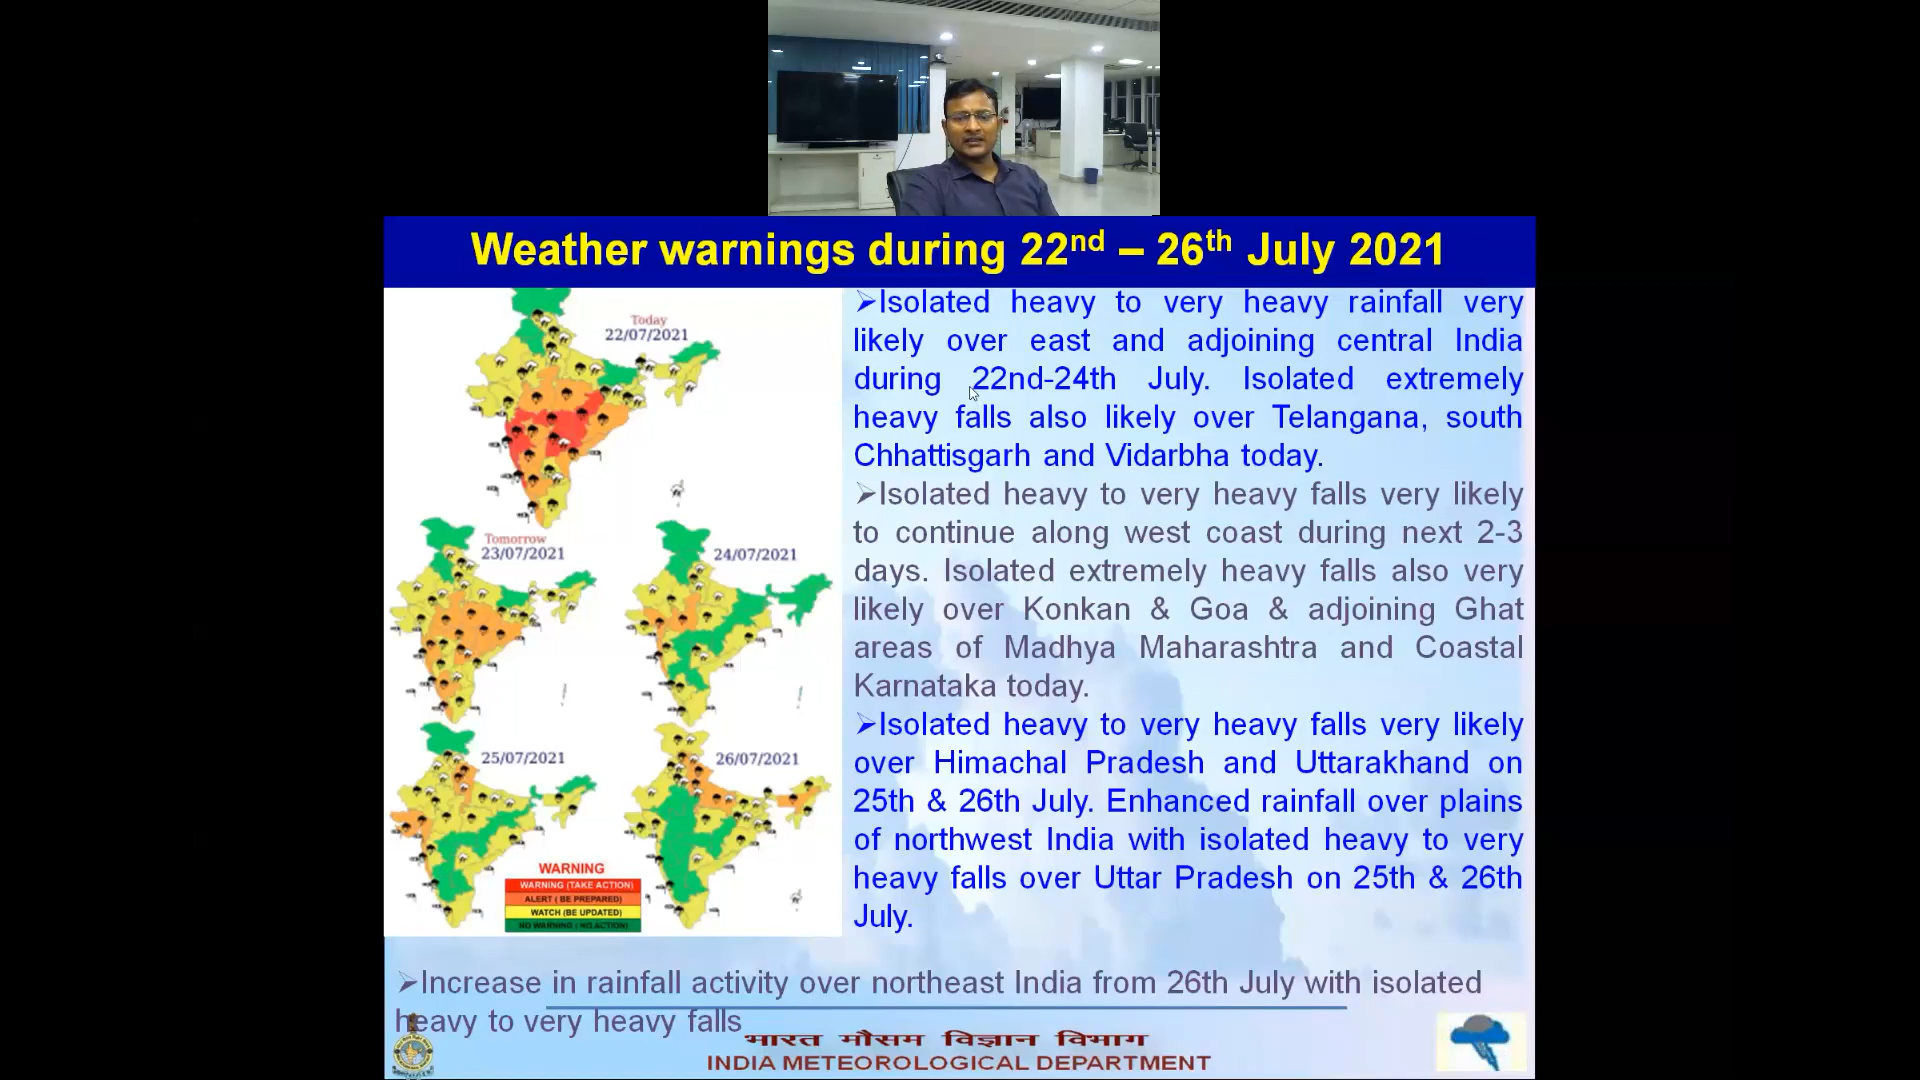 Weather warnings during 22nd – 26th July 2021
Today
22/07/2021
Tomorrow
23/07/2021
24/07/2021
25/07/2021
26/07/2021
WARNING
WARNING (TAKE ACTION)
ALERT ( BE PREPARED)
WATCH (BE UPDATED)
NO WARNING ( NO ACTION)
➢Isolated heavy to very heavy rainfall very
likely over east and adjoining central India
during 22nd-24th July. Isolated extremely
heavy falls also likely over Telangana, south
Chhattisgarh and Vidarbha today.
➢Isolated heavy to very heavy falls very likely
to continue along west coast during next 2-3
days. Isolated extremely heavy falls also very
likely over Konkan & Goa & adjoining Ghat
areas of Madhya Maharashtra and Coastal
Karnataka today.
➢Isolated heavy to very heavy falls very likely
over Himachal Pradesh and Uttarakhand on
25th & 26th July. Enhanced rainfall over plains
of northwest India with isolated heavy to very
heavy falls over Uttar Pradesh on 25th & 26th
July.
➢Increase in rainfall activity over northeast India from 26th July with isolated
heavy to very heavy falls
भारत मौसम विज्ञान विभाग
INDIA METEOROLOGICAL DEPARTMENT